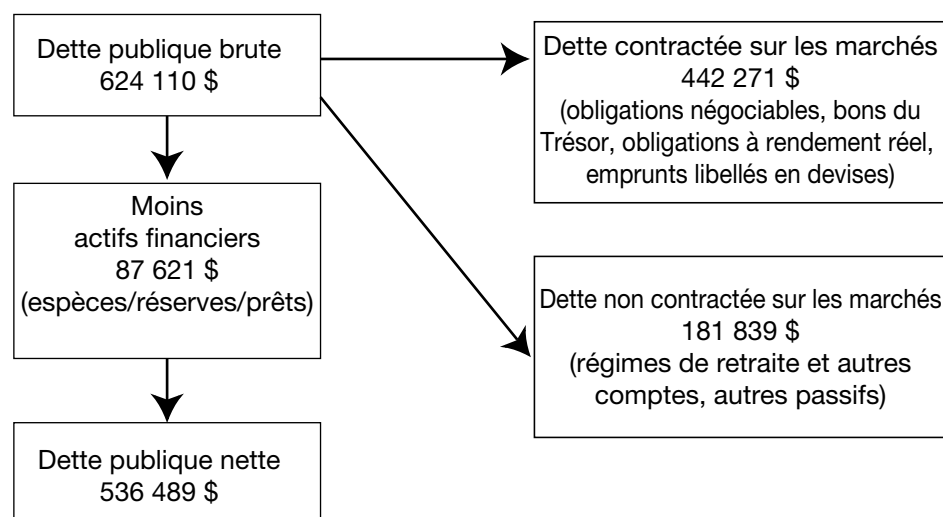 Dette publique brute
624 110 $
Moins
actifs financiers
87 621 $
(espèces/réserves/prêts)
Dette publique nette
536 489 $
Dette contractée sur les marchés
442 271 $
(obligations négociables, bons du
Trésor, obligations à rendement réel,
emprunts libellés en devises)
Dette non contractée sur les marchés
181 839 $
(régimes de retraite et autres
comptes, autres passifs)